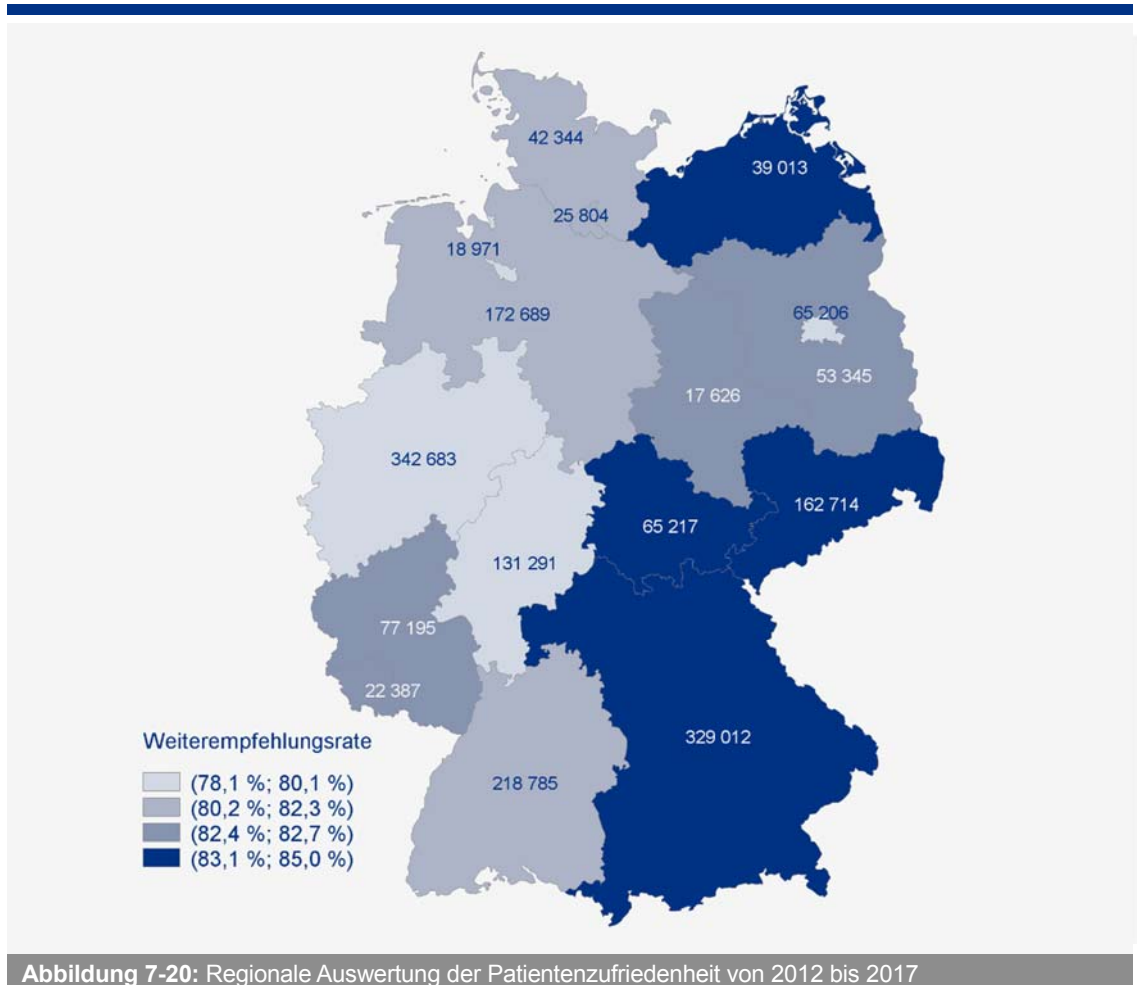 42 344
39 013
25 804
18 971
172 689
65 206
53 345
17 626
342 683
162 714
65 217
131 291
77 195
22 387
329 012
218 785
Weiterempfehlungsrate
(78,1 %; 80,1 %)
(80,2 %; 82,3 %)
(82,4 %; 82,7 %)
(83,1 %; 85,0 %)
Abbildung 7-20: Regionale Auswertung der Patientenzufriedenheit von 2012 bis 2017